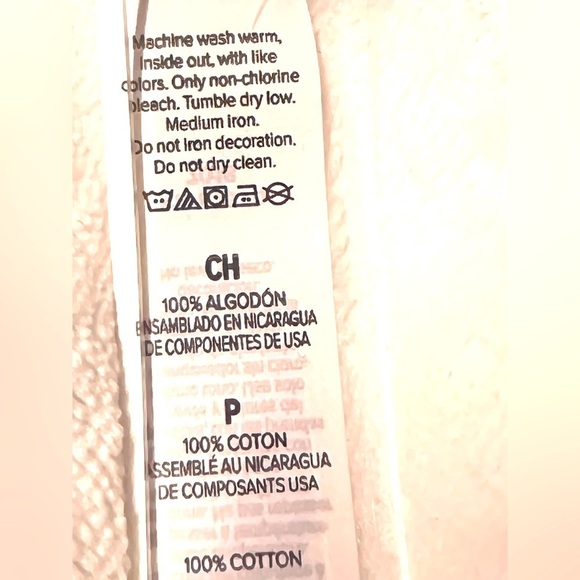 Machine wash warm,
inside out, with like
colors. Only non-chlorine
bleach. Tumble dry low.
Medium iron.
Do not iron decoration.
Do not dry clean.
CH
100% ALGODÓN
ENSAMBLADO EN NICARAGUA
DE COMPONENTES DE USA
P
100% COTON
ASSEMBLÉ AU NICARAGUA
DE COMPOSANTS USA
100% COTTON